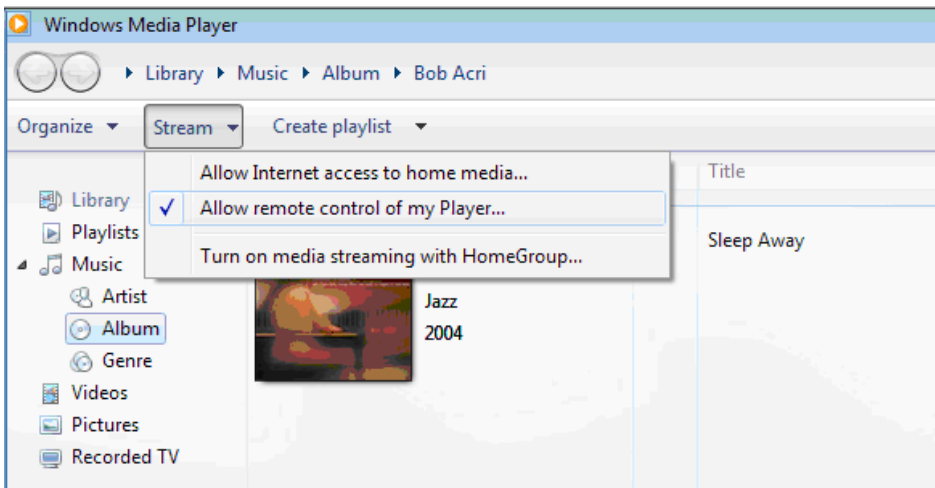 Windows Media Player
Library Music Album Bob Acri
Organize Stream Create playlist
Allow Internet access to home media...
Allow remote control of my Player...
Turn on media streaming with HomeGroup...
Title
Library
Playlists
Sleep Away
Music
Artist
Jazz
Album
2004
Genre
Videos
Pictures
Recorded TV